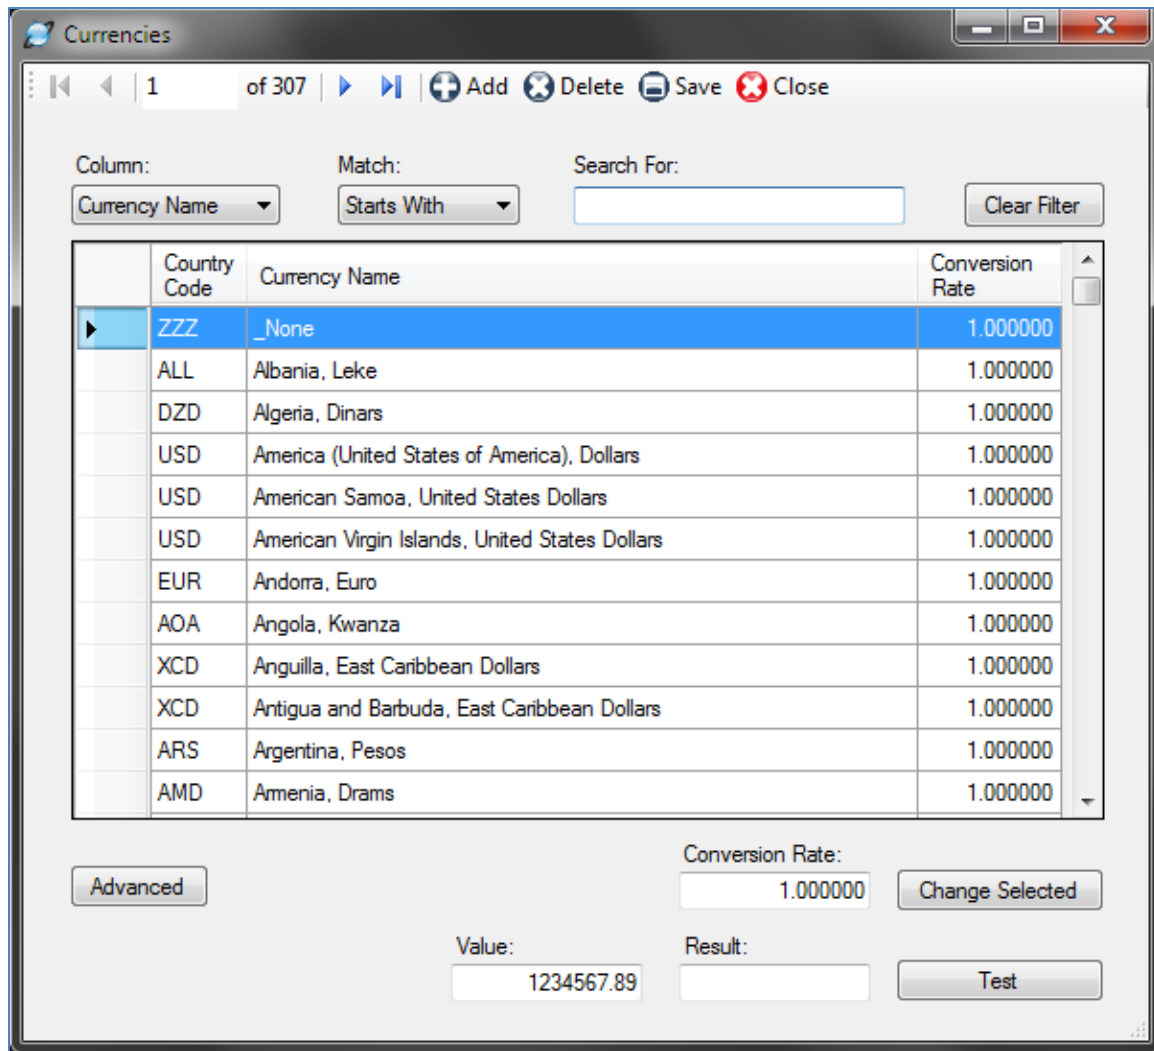 Currencies
1 of 307 Add Delete Save Close
Column: Match: Search For:
Currency Name Starts With Clear Filter
Country Code Currency Name Conversion Rate
ZZZ _None 1.000000
ALL Albania, Leke 1.000000
DZD Algeria, Dinars 1.000000
USD America (United States of America), Dollars 1.000000
USD American Samoa, United States Dollars 1.000000
USD American Virgin Islands, United States Dollars 1.000000
EUR Andorra, Euro 1.000000
AOA Angola, Kwanza 1.000000
XCD Anguilla, East Caribbean Dollars 1.000000
XCD Antigua and Barbuda, East Caribbean Dollars 1.000000
ARS Argentina, Pesos 1.000000
AMD Armenia, Drams 1.000000
Conversion Rate:
Advanced 1.000000 Change Selected
Value: Result:
1234567.89 Test